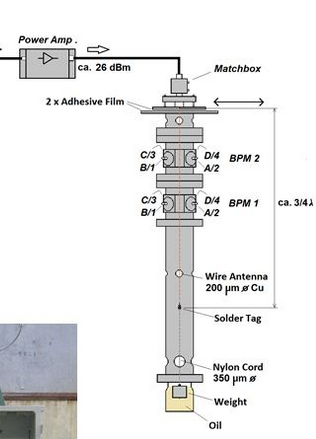 Power Amp .
ca. 26 dBm
Matchbox
2 x Adhesive Film
C/3 D/4 BPM 2
B/1 A/2
C/3 D/4 BPM 1
B/1 A/2
ca. 3/4λ
Wire Antenna
200 µm ⌀ Cu
Solder Tag
Nylon Cord
350 µm ⌀
Weight
Oil